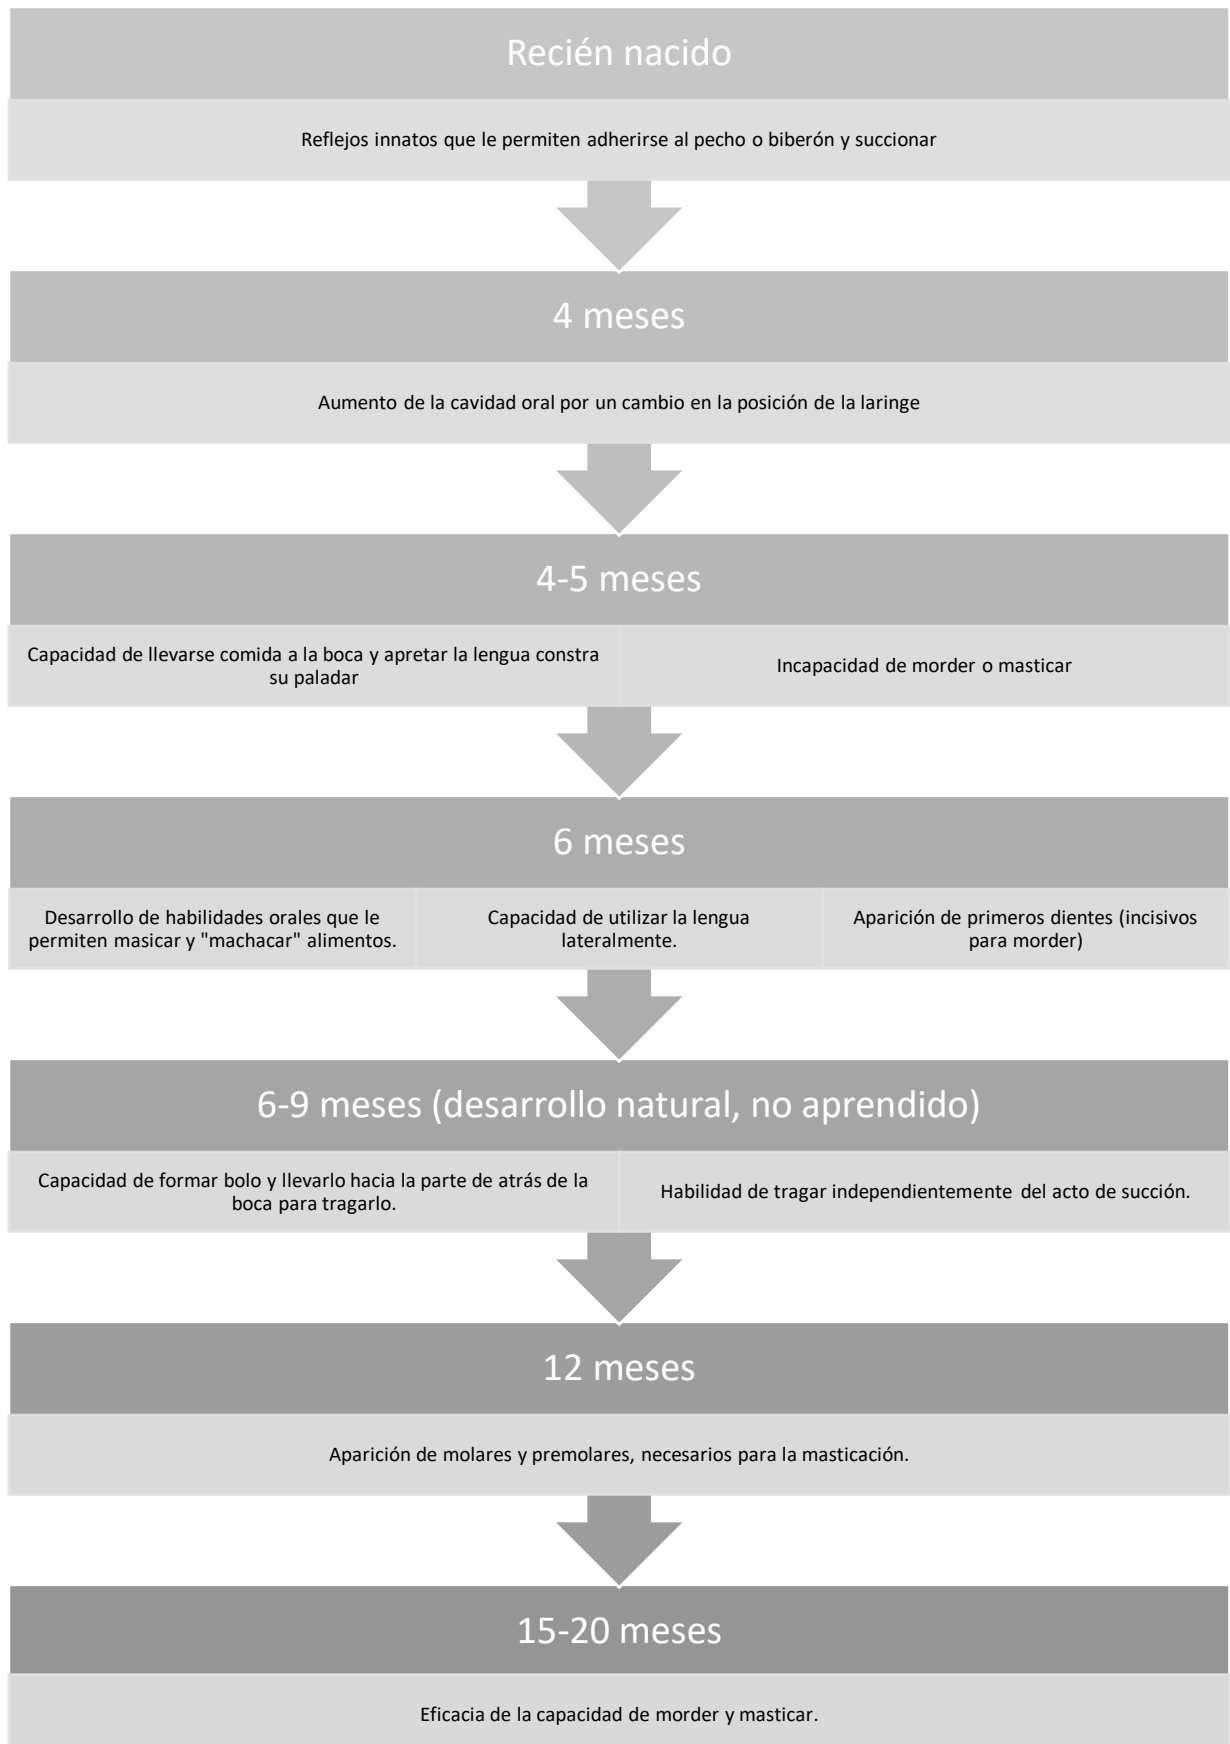 Recién nacido
Reflejos innatos que le permiten adherirse al pecho o biberón y succionar
4 meses
Aumento de la cavidad oral por un cambio en la posición de la laringe
4-5 meses
Capacidad de llevarse comida a la boca y apretar la lengua constra
su paladar
Incapacidad de morder o masticar
6 meses
Desarrollo de habilidades orales que le
permiten masicar y "machacar" alimentos.
Capacidad de utilizar la lengua
lateralmente.
Aparición de primeros dientes (incisivos
para morder)
6-9 meses (desarrollo natural, no aprendido)
Capacidad de formar bolo y llevarlo hacia la parte de atrás de la
boca para tragarlo.
Habilidad de tragar independientemente del acto de succión.
12 meses
Aparición de molares y premolares, necesarios para la masticación.
15-20 meses
Eficacia de la capacidad de morder y masticar.